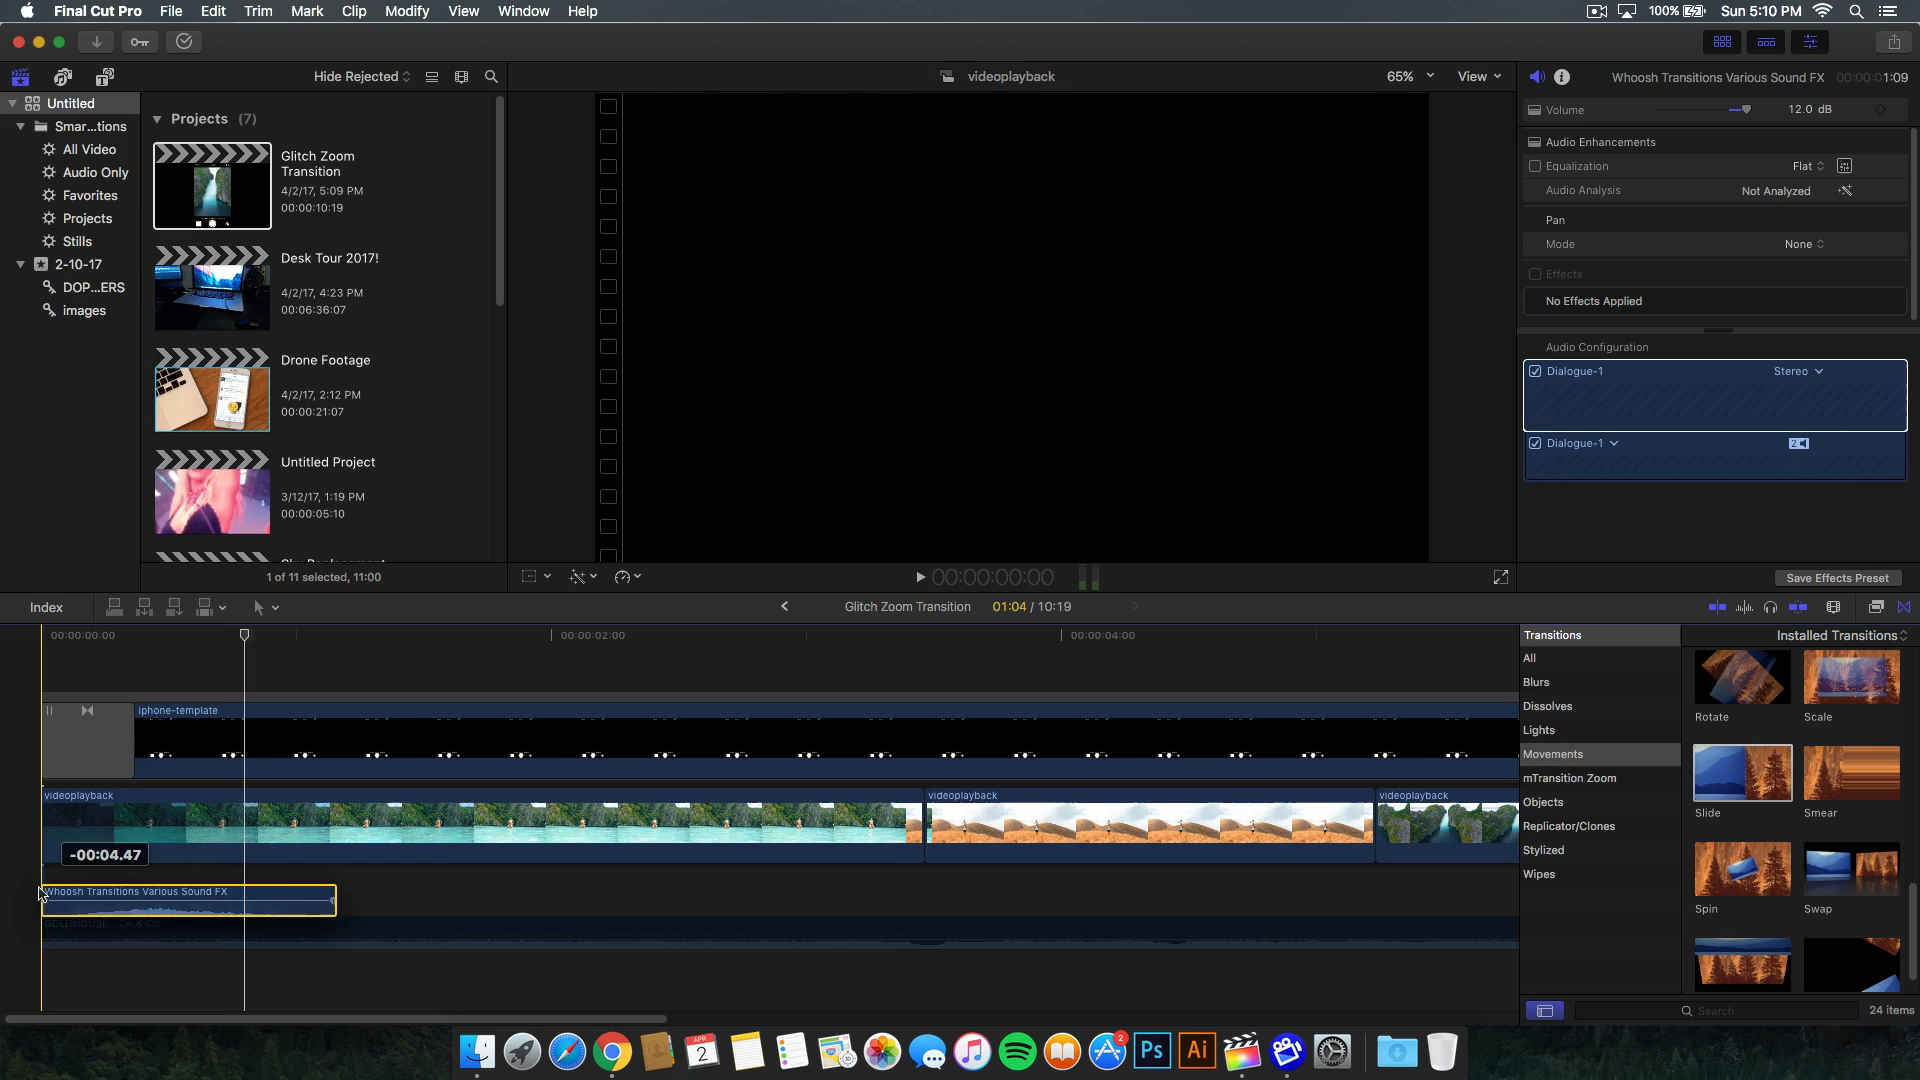 Final Cut Pro File Edit Trim Mark Clip Modify View Window Help
100% Sun 5:10 PM
Hide Rejected
videoplayback
65% View
Whoosh Transitions Various Sound FX 00:00:01:09
Untitled
Smar...tions
All Video
Audio Only
Favorites
Projects
Stills
2-10-17
DOP...ERS
images
Projects (7)
Glitch Zoom
Transition
4/2/17, 5:09 PM
00:00:10:19
Desk Tour 2017!
4/2/17, 4:23 PM
00:06:36:07
Drone Footage
4/2/17, 2:12 PM
00:00:21:07
Untitled Project
3/12/17, 1:19 PM
00:00:05:10
1 of 11 selected, 11:00
00:00:00:00
Volume 12.0 dB
Audio Enhancements
Equalization Flat
Audio Analysis Not Analyzed
Pan
Mode None
Effects
No Effects Applied
Audio Configuration
Dialogue-1 Stereo
Dialogue-1 2
Save Effects Preset
Index
Glitch Zoom Transition 01:04 / 10:19
00:00:00:00 00:00:02:00 00:00:04:00
iphone-template
videoplayback videoplayback videoplayback
-00:04.47
Whoosh Transitions Various Sound FX
Transitions
All
Blurs
Dissolves
Lights
Movements
mTransition Zoom
Objects
Replicator/Clones
Stylized
Wipes
Installed Transitions
Rotate Scale
Slide Smear
Spin Swap
Search
24 items
APR
2
2
Ps
Ai